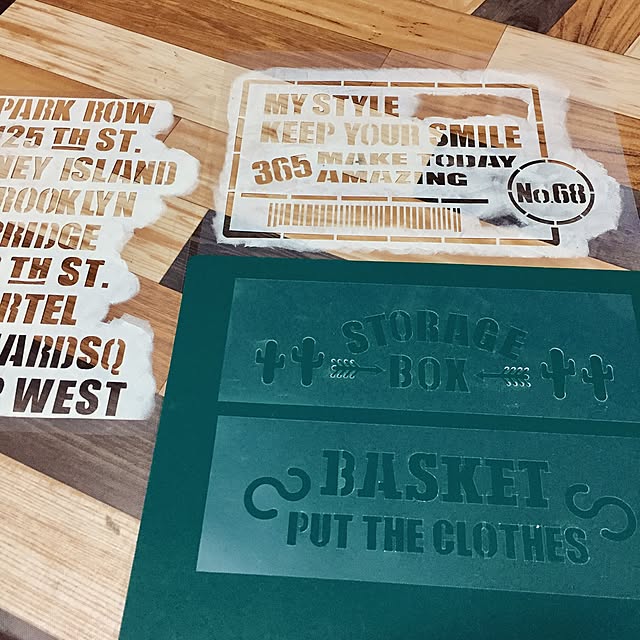 PARK ROW
125 TH ST.
NEY ISLAND
ROOKLYN
RIDGE
TH ST.
RTEL
ARDSQ
WEST
MY STYLE
KEEP YOUR SMILE
365 MAKE TODAY
AMAZING
No.68
STORAGE
BOX
BASKET
PUT THE CLOTHES